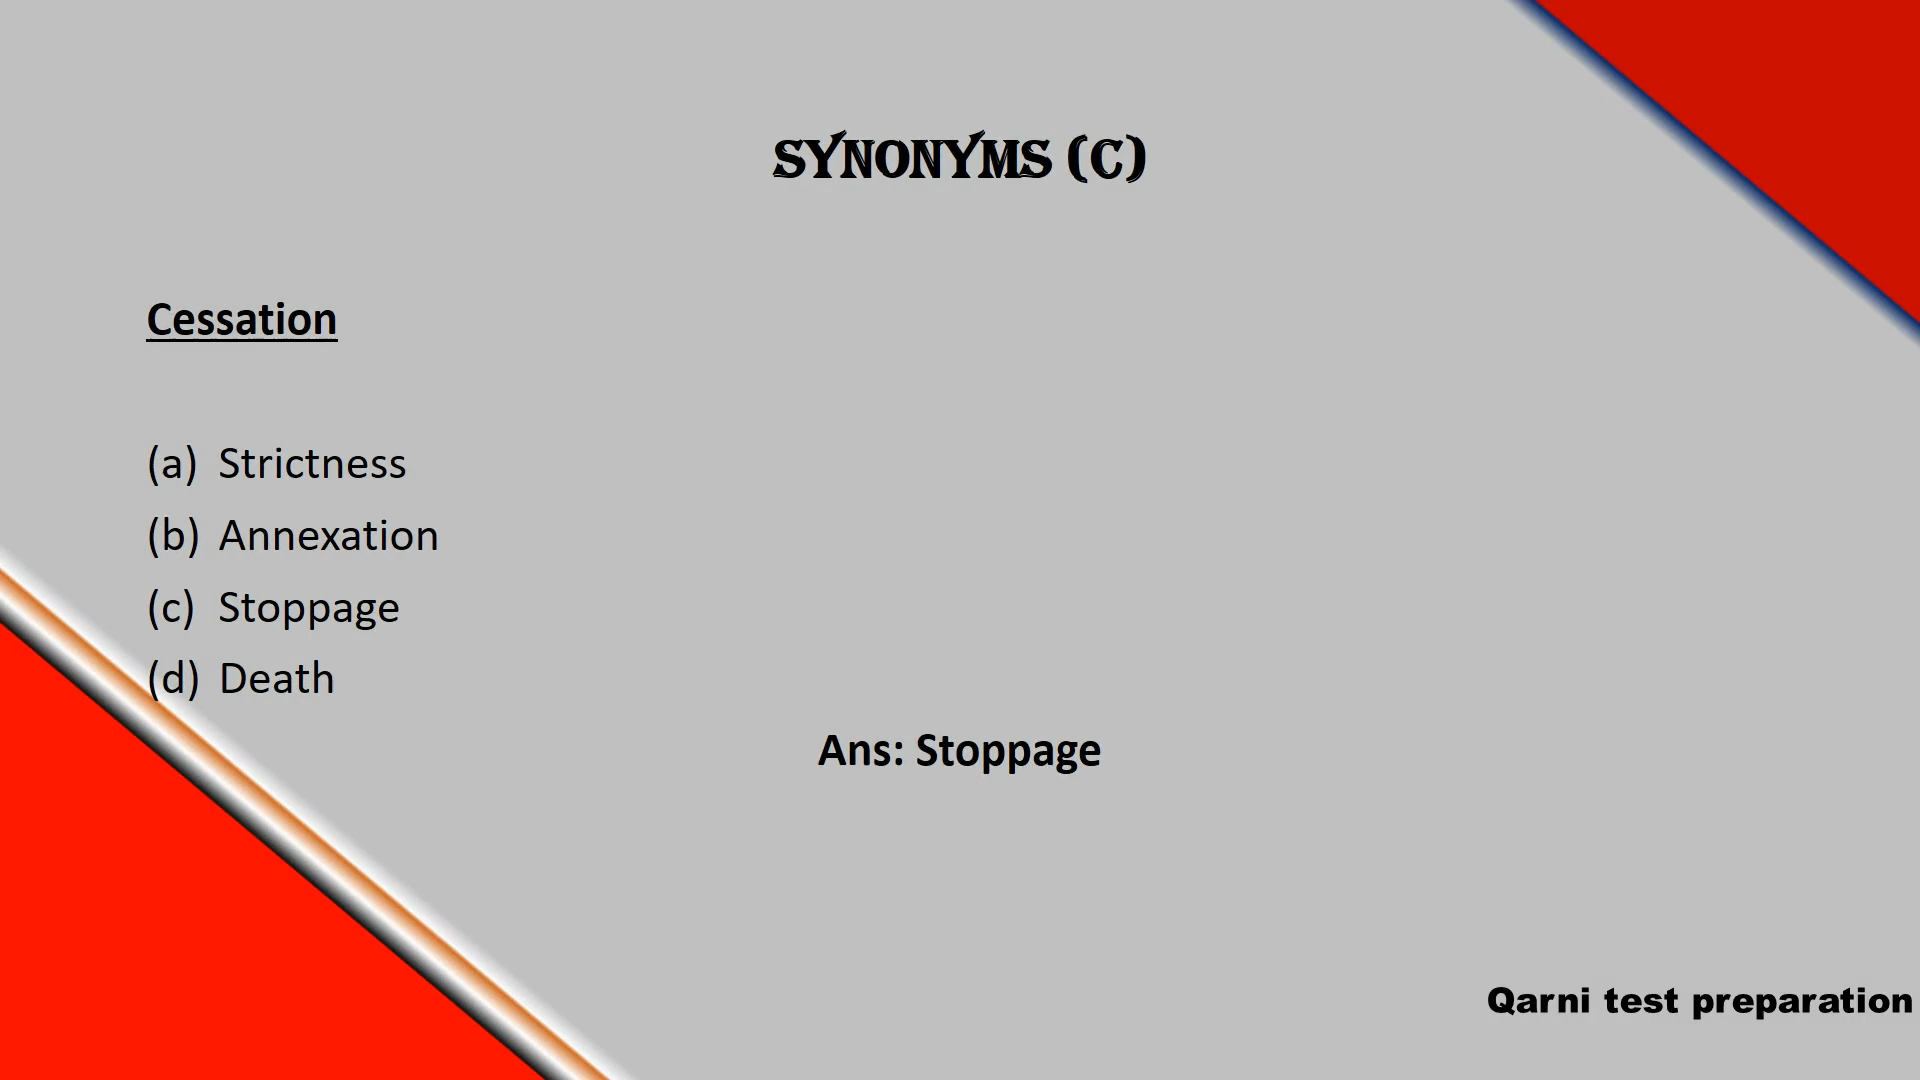 SYNONYMS (C)
Cessation
(a) Strictness
(b) Annexation
(c) Stoppage
(d) Death
Ans: Stoppage
Qarni test preparation